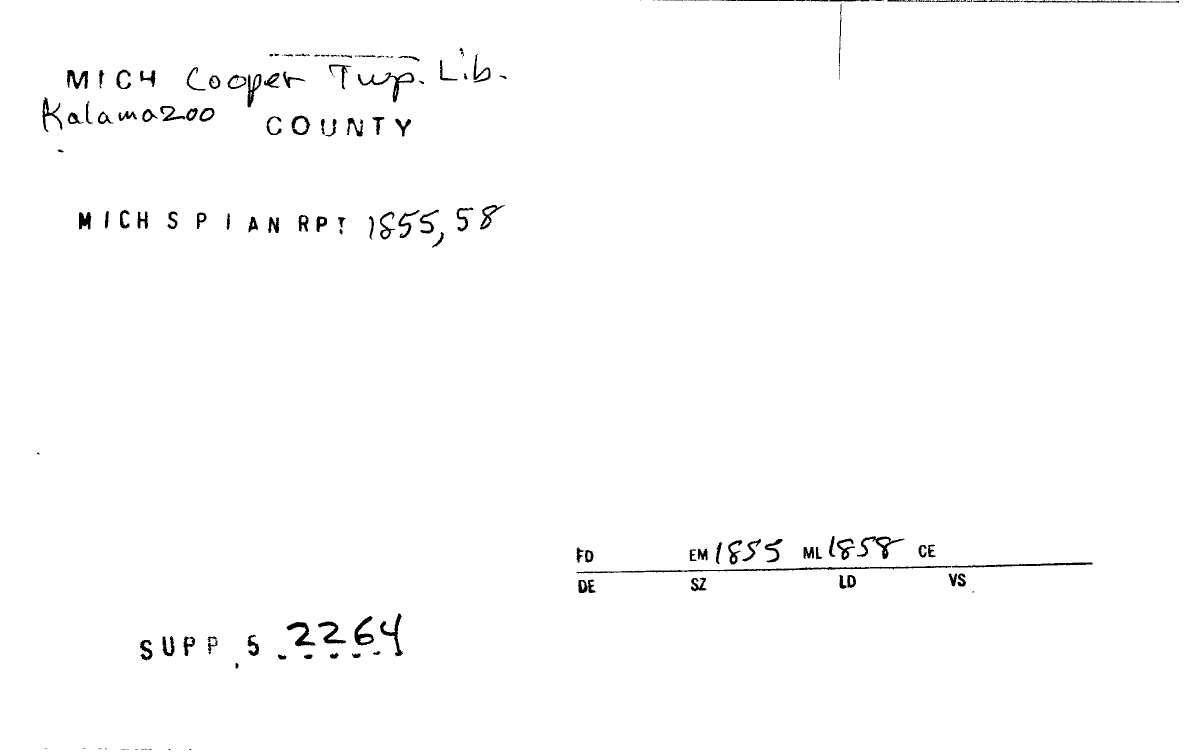 MICH Cooper Twp. Lib.
Kalamazoo COUNTY
MICH S P I AN RPT 1855, 58
FD EM 1855 ML 1858 CE
DE SZ LD VS
SUPP. 5 2264